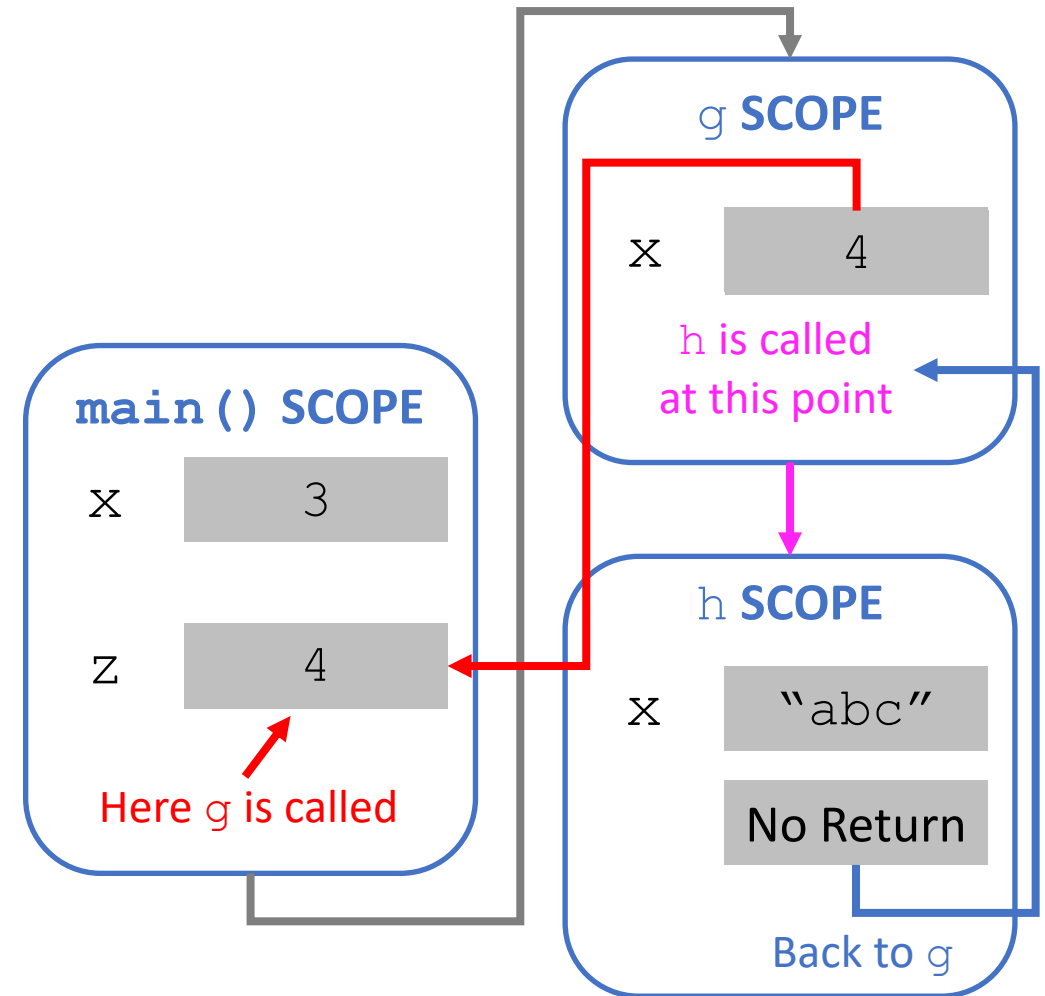 g SCOPE
x 4
h is called
at this point
main() SCOPE
x 3
z 4
Here g is called
h SCOPE
x “abc”
No Return
Back to g